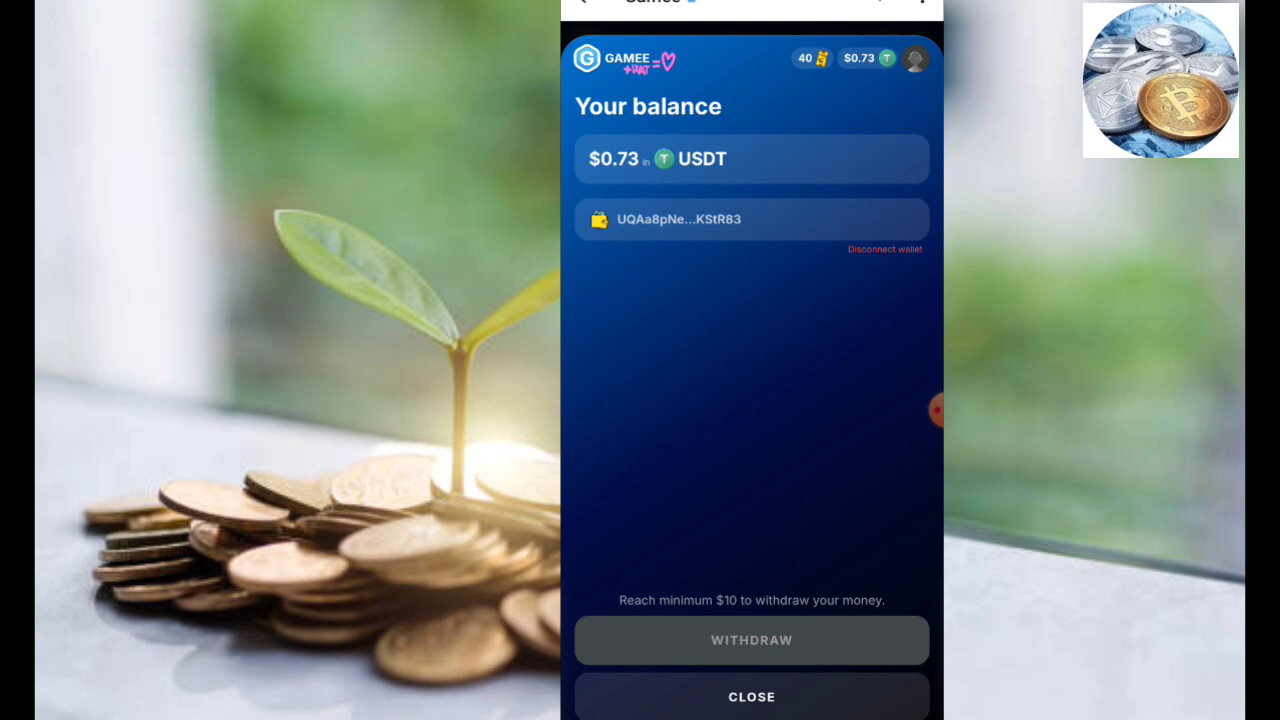 GAMEE
+WAT =
40
$0.73
Your balance
$0.73 in USDT
UQAa8pNe...KStR83
Disconnect wallet
Reach minimum $10 to withdraw your money.
WITHDRAW
CLOSE